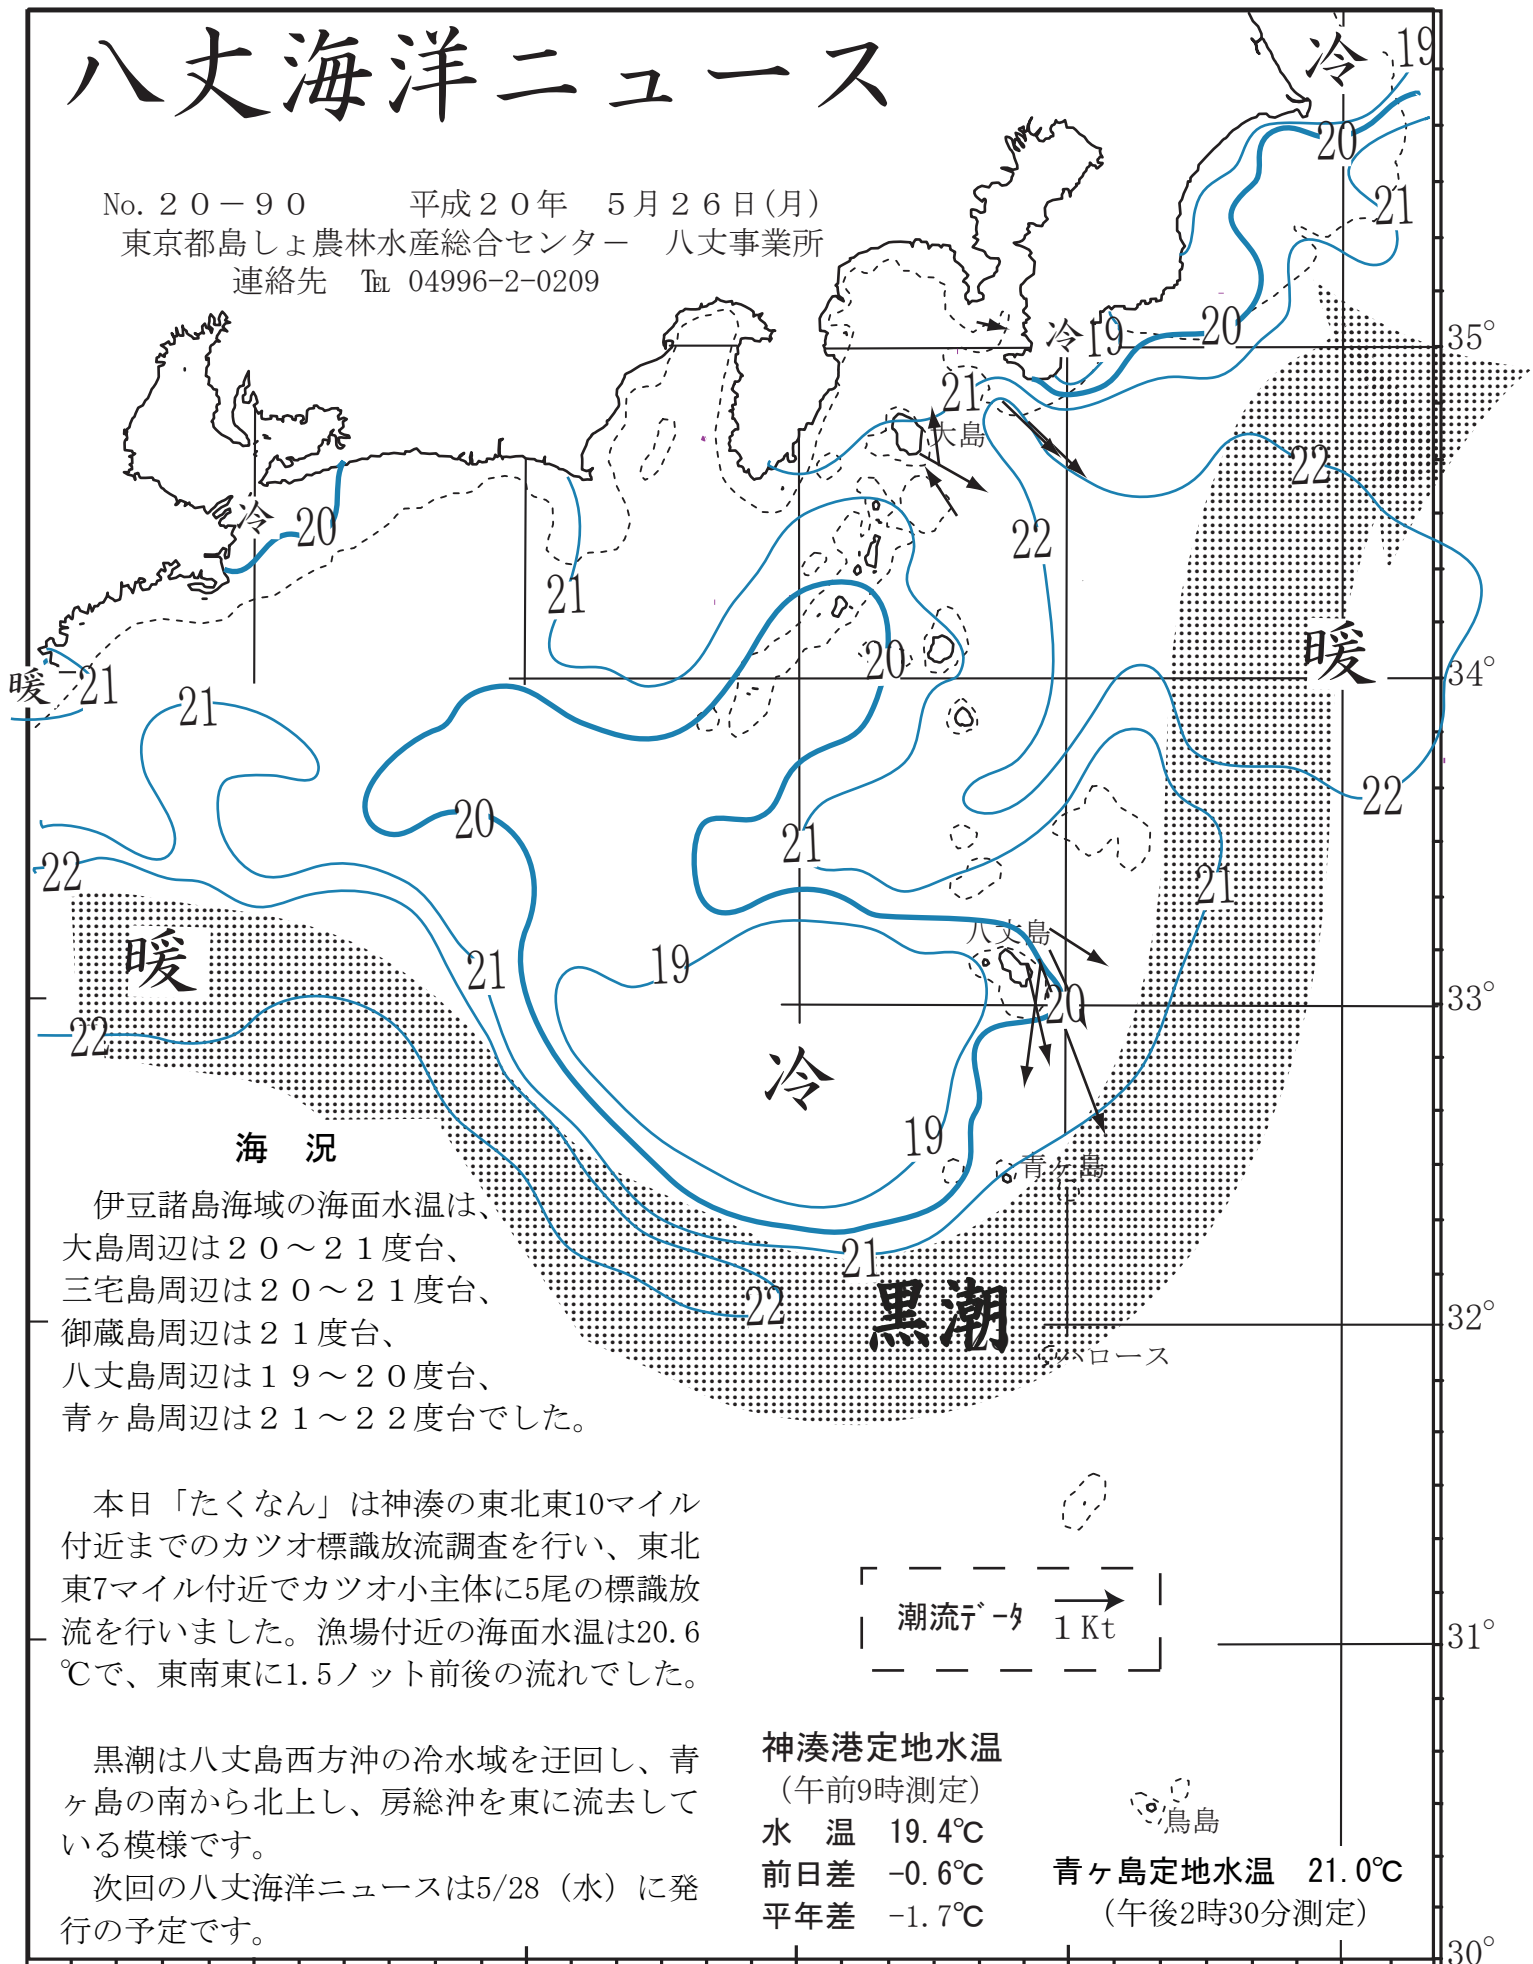 八丈海洋ニュース
No.２０－９０　　平成２０年　５月２６日(月)
東京都島しょ農林水産総合センター　八丈事業所
連絡先　℡ 04996-2-0209
冷
19
20
21
35°
冷
19
20
21
大島
22
22
冷
20
21
20
暖
34°
暖
21
21
22
20
21
21
22
暖
21
19
八丈島
20
33°
22
冷
19
青ヶ島
21
22
黒潮
32°
ベヨハロース
海　況
伊豆諸島海域の海面水温は、
大島周辺は２０～２１度台、
三宅島周辺は２０～２１度台、
御蔵島周辺は２１度台、
八丈島周辺は１９～２０度台、
青ヶ島周辺は２１～２２度台でした。
本日「たくなん」は神湊の東北東10マイル
付近までのカツオ標識放流調査を行い、東北
東7マイル付近でカツオ小主体に5尾の標識放
流を行いました。漁場付近の海面水温は20.6
℃で、東南東に1.5ノット前後の流れでした。
黒潮は八丈島西方沖の冷水域を迂回し、青
ヶ島の南から北上し、房総沖を東に流去して
いる模様です。
次回の八丈海洋ニュースは5/28（水）に発
行の予定です。
潮流ﾃﾞｰﾀ
１Kt
31°
神湊港定地水温
（午前9時測定）
水　温　19.4℃
前日差　-0.6℃
平年差　-1.7℃
鳥島
青ヶ島定地水温　21.0℃
（午後2時30分測定）
30°